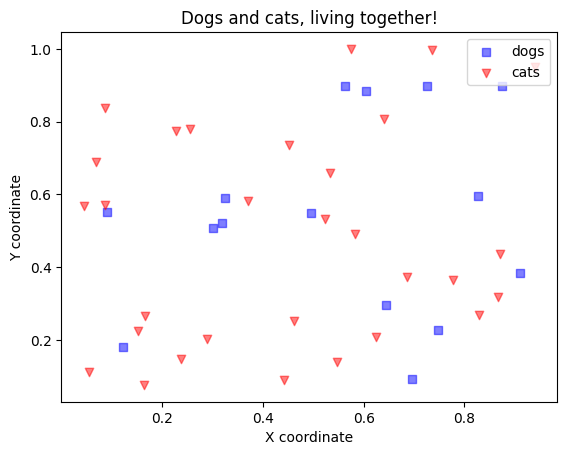 Dogs and cats, living together!
dogs
cats
1.0
0.8
0.6
0.4
0.2
Y coordinate
0.2 0.4 0.6 0.8
X coordinate